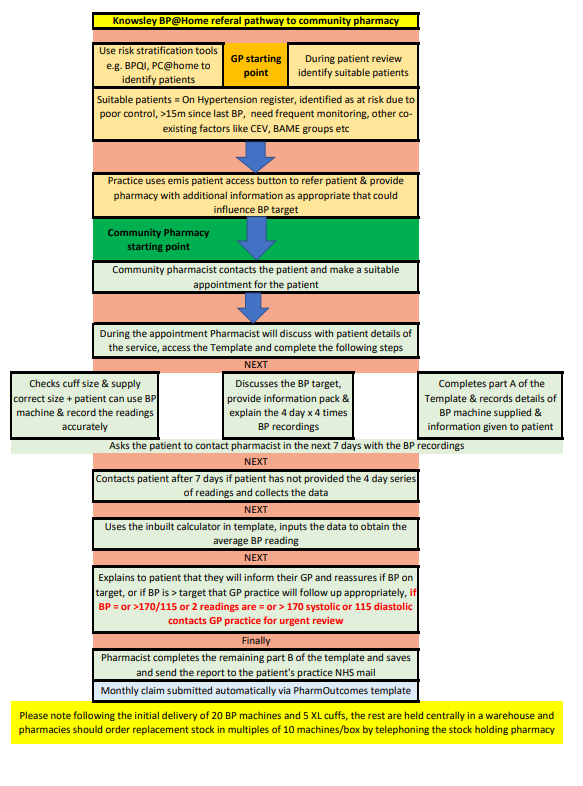 Knowsley BP@Home referal pathway to community pharmacy
Use risk stratification tools
e.g. BPQI, PC@home to
identify patients
GP starting
point
During patient review
identify suitable patients
Suitable patients = On Hypertension register, identified as at risk due to
poor control, >15m since last BP, need frequent monitoring, other co-
existing factors like CEV, BAME groups etc
Practice uses emis patient access button to refer patient & provide
pharmacy with additional information as appropriate that could
influence BP target
Community Pharmacy
starting point
Community pharmacist contacts the patient and make a suitable
appointment for the patient
During the appointment Pharmacist will discuss with patient details of
the service, access the Template and complete the following steps
NEXT
Checks cuff size & supply
correct size + patient can use BP
machine & record the readings
accurately
Discusses the BP target,
provide information pack &
explain the 4 day x 4 times
BP recordings
Completes part A of the
Template & records details of
BP machine supplied &
information given to patient
Asks the patient to contact pharmacist in the next 7 days with the BP recordings
NEXT
Contacts patient after 7 days if patient has not provided the 4 day series
of readings and collects the data
NEXT
Uses the inbuilt calculator in template, inputs the data to obtain the
average BP reading
NEXT
Explains to patient that they will inform their GP and reassures if BP on
target, or if BP is > target that GP practice will follow up appropriately, if
BP = or >170/115 or 2 readings are = or > 170 systolic or 115 diastolic
contacts GP practice for urgent review
Finally
Pharmacist completes the remaining part B of the template and saves
and send the report to the patient's practice NHS mail
Monthly claim submitted automatically via PharmOutcomes template
Please note following the initial delivery of 20 BP machines and 5 XL cuffs, the rest are held centrally in a warehouse and
pharmacies should order replacement stock in multiples of 10 machines/box by telephoning the stock holding pharmacy